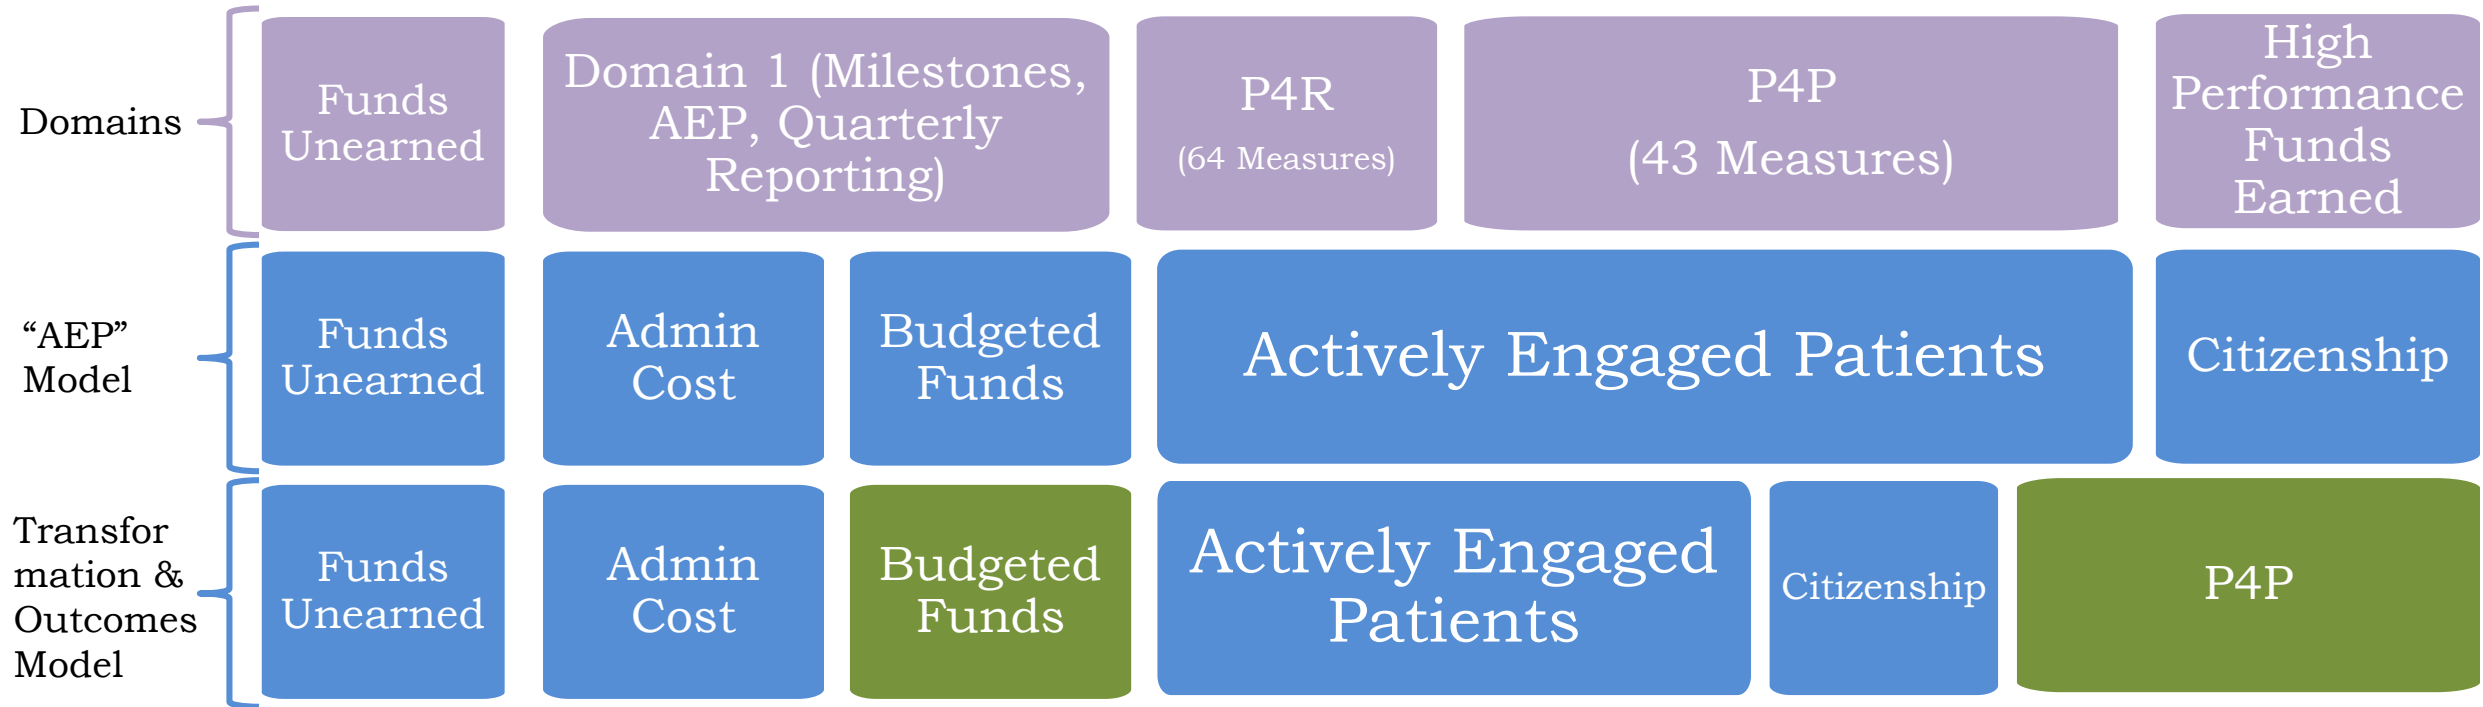 Domains
Funds
Unearned
Domain 1 (Milestones,
AEP, Quarterly
Reporting)
P4R
(64 Measures)
P4P
(43 Measures)
High
Performance
Funds
Earned
“AEP”
Model
Funds
Unearned
Admin
Cost
Budgeted
Funds
Actively Engaged Patients
Citizenship
Transfor
mation &
Outcomes
Model
Funds
Unearned
Admin
Cost
Budgeted
Funds
Actively Engaged
Patients
Citizenship
P4P